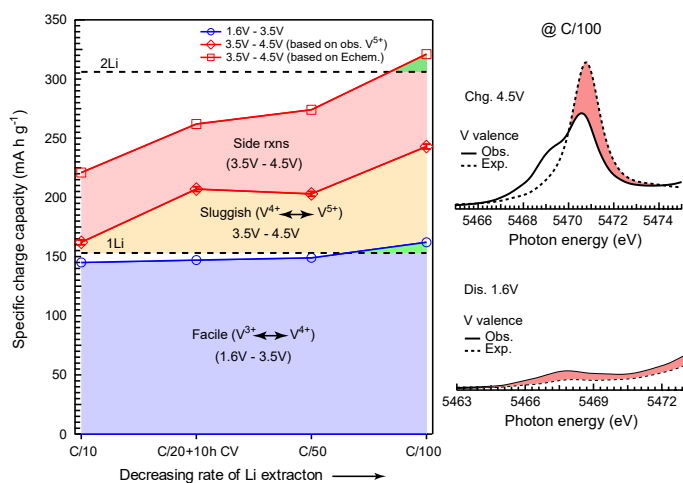 1.6V - 3.5V
3.5V - 4.5V (based on obs. V5+)
3.5V - 4.5V (based on Echem.)
2Li
Side rxns
(3.5V - 4.5V)
Sluggish (V4+ ↔ V5+)
3.5V - 4.5V
1Li
Facile (V3+ ↔ V4+)
(1.6V - 3.5V)
Specific charge capacity (mA h g-1)
350
300
250
200
150
100
50
0
C/10 C/20+10h CV C/50 C/100
Decreasing rate of Li extracton →
@ C/100
Chg. 4.5V
V valence
Obs.
Exp.
5466 5468 5470 5472 5474
Photon energy (eV)
Dis. 1.6V
V valence
Obs.
Exp.
5463 5466 5469 5472
Photon energy (eV)